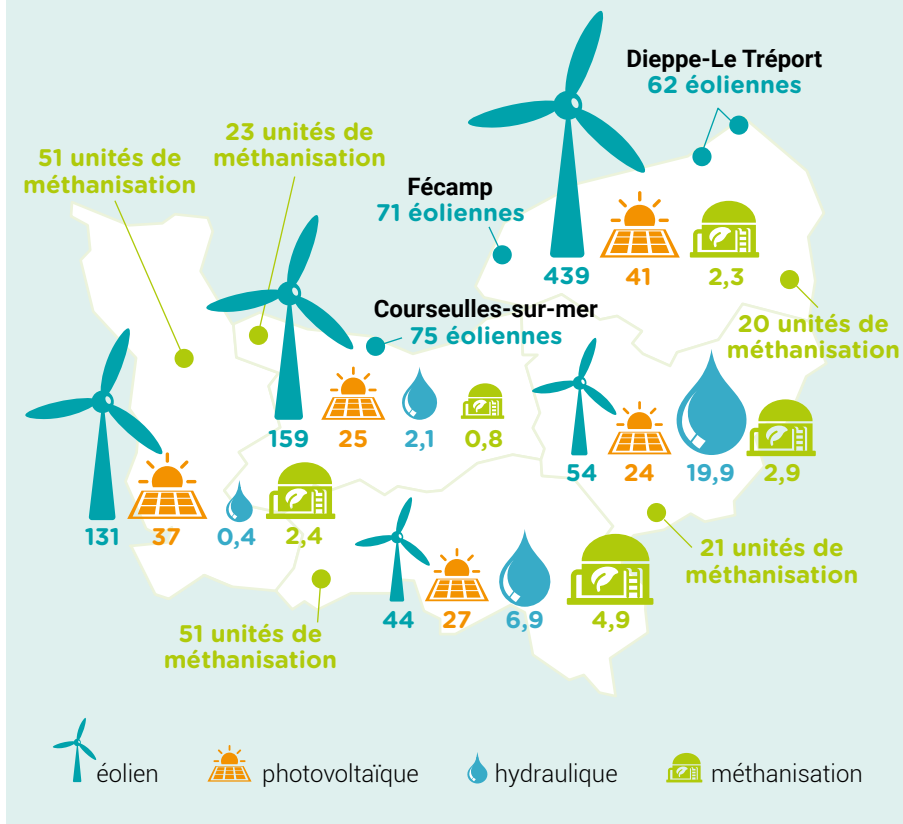 Dieppe-Le Tréport
62 éoliennes
23 unités de
méthanisation
51 unités de
méthanisation
Fécamp
71 éoliennes
439
41
2,3
Courseulles-sur-mer
75 éoliennes
20 unités de
méthanisation
159
25
2,1
0,8
54
24
19,9
2,9
131
37
0,4
2,4
21 unités de
méthanisation
44
27
6,9
4,9
51 unités de
méthanisation
éolien
photovoltaïque
hydraulique
méthanisation